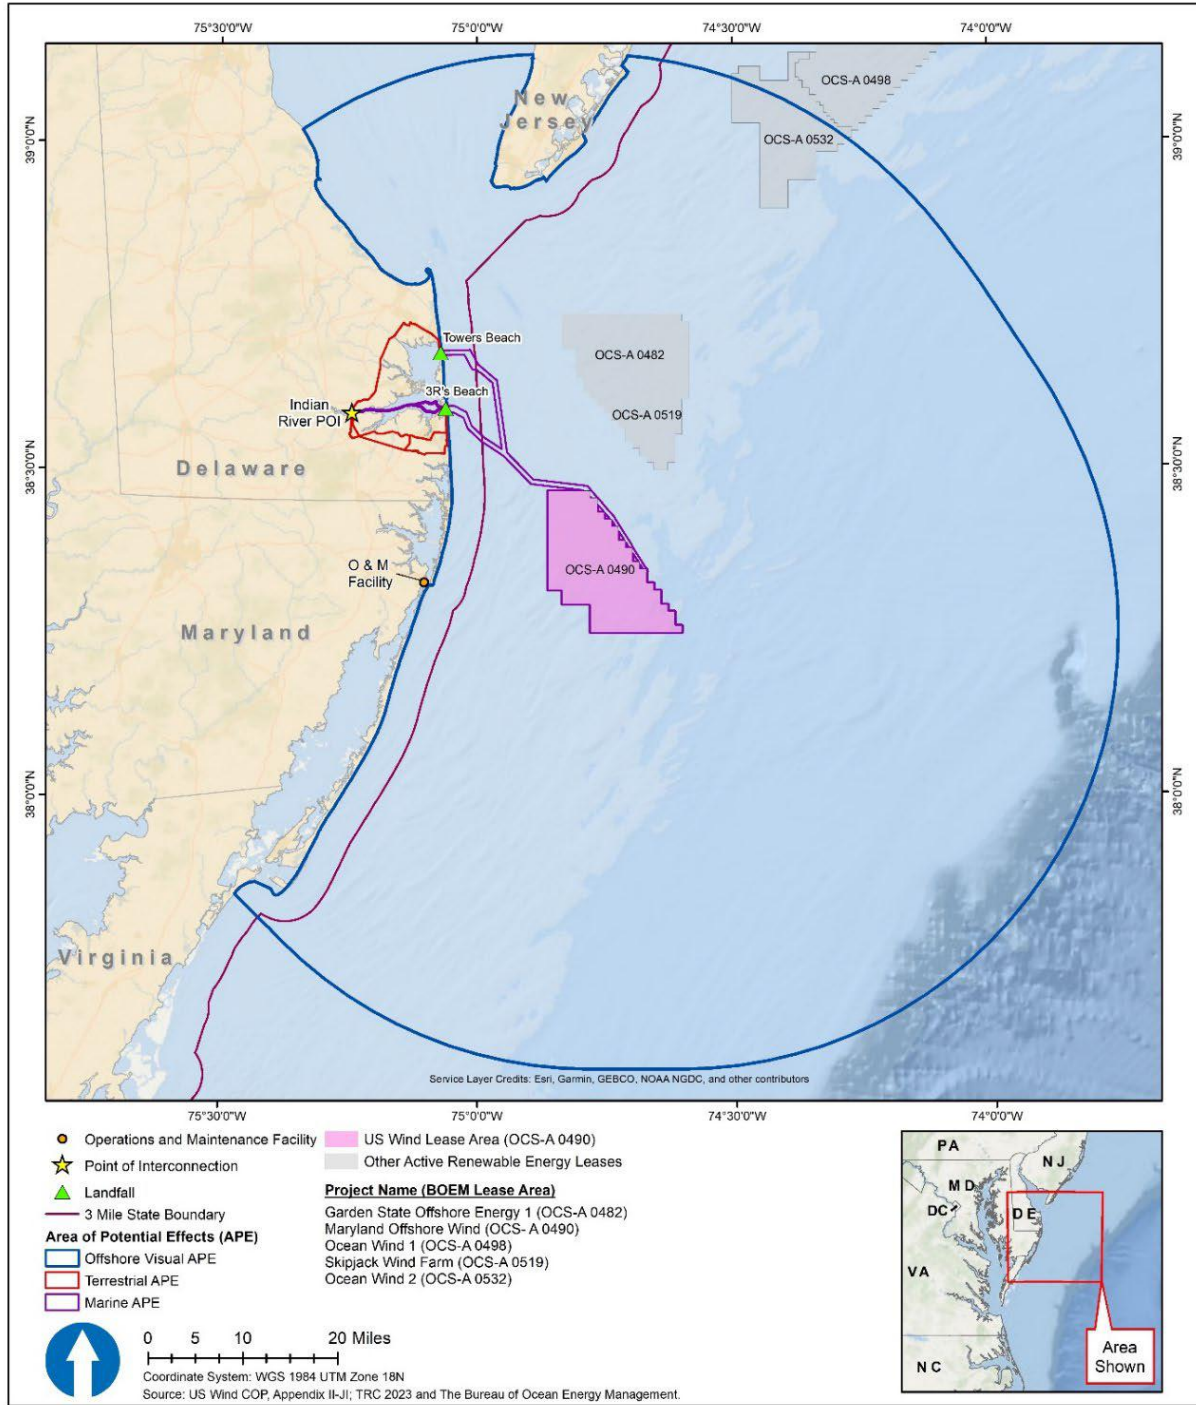 75°30'0"W 75°0'0"W 74°30'0"W 74°0'0"W
39°0'0"N
39°0'0"N
38°30'0"N
38°30'0"N
38°0'0"N
38°0'0"N
New
Jersey
OCS-A 0498
OCS-A 0532
Towers Beach
OCS-A 0482
3R's Beach
Indian
River POI
OCS-A 0519
Delaware
O & M
Facility
OCS-A 0490
Maryland
Virginia
Service Layer Credits: Esri, Garmin, GEBCO, NOAA NGDC, and other contributors
75°30'0"W 75°0'0"W 74°30'0"W 74°0'0"W
Operations and Maintenance Facility
Point of Interconnection
Landfall
3 Mile State Boundary
Area of Potential Effects (APE)
Offshore Visual APE
Terrestrial APE
Marine APE
US Wind Lease Area (OCS-A 0490)
Other Active Renewable Energy Leases
Project Name (BOEM Lease Area)
Garden State Offshore Energy 1 (OCS-A 0482)
Maryland Offshore Wind (OCS- A 0490)
Ocean Wind 1 (OCS-A 0498)
Skipjack Wind Farm (OCS-A 0519)
Ocean Wind 2 (OCS-A 0532)
0 5 10 20 Miles
Coordinate System: WGS 1984 UTM Zone 18N
Source: US Wind COP, Appendix II-JI; TRC 2023 and The Bureau of Ocean Energy Management.
PA
NJ
MD
DC
DE
VA
NC
Area
Shown